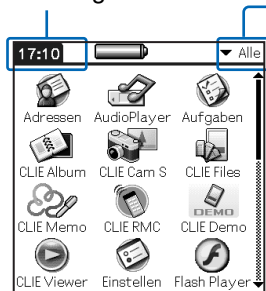 17:10 Alle
Adressen AudioPlayer Aufgaben
CLIE Album CLIE Cam S CLIE Files
DEMO
CLIE Memo CLIE RMC CLIE Demo
CLIE Viewer Einstellen Flash Player